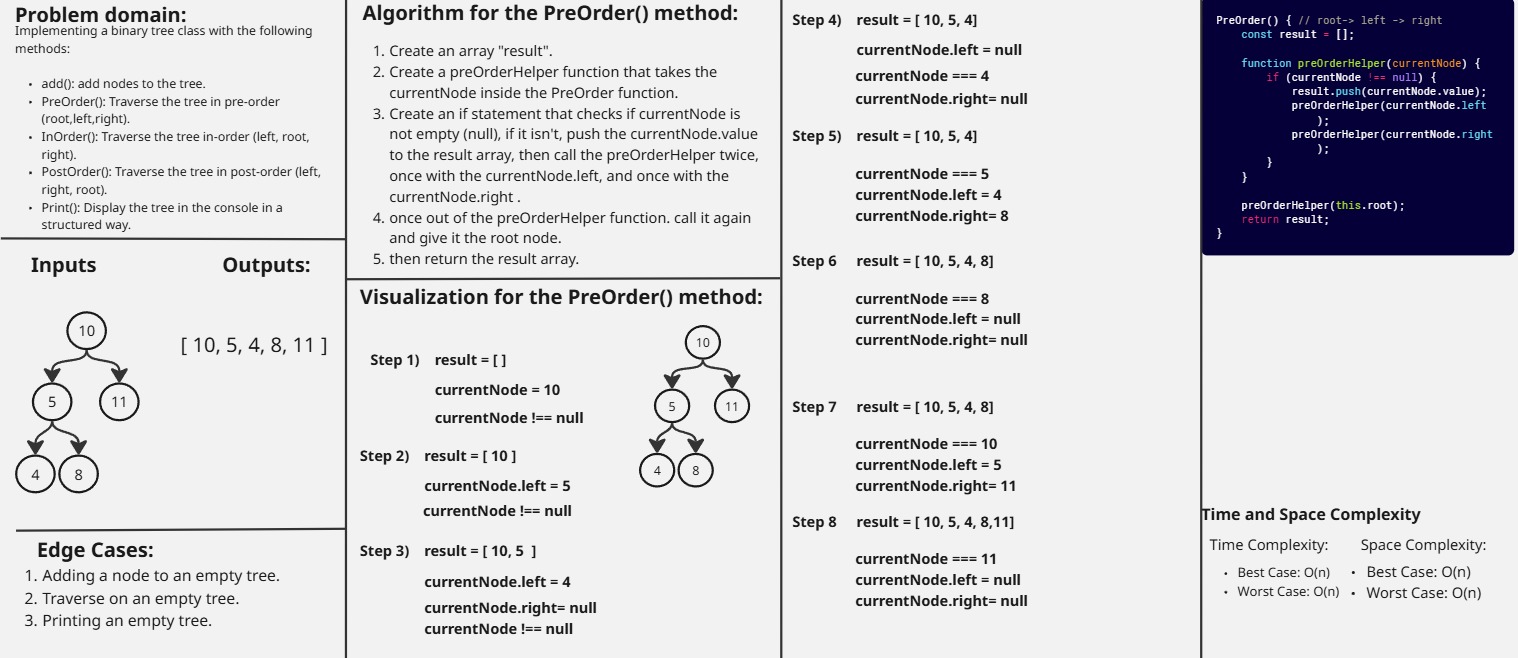 Problem domain:
Implementing a binary tree class with the following
methods:
• add(): add nodes to the tree.
• PreOrder(): Traverse the tree in pre-order
(root,left,right).
• InOrder(): Traverse the tree in-order (left, root,
right).
• PostOrder(): Traverse the tree in post-order (left,
right, root).
• Print(): Display the tree in the console in a
structured way.
Inputs
Outputs:
10
5
11
4
8
[ 10, 5, 4, 8, 11 ]
Edge Cases:
1. Adding a node to an empty tree.
2. Traverse on an empty tree.
3. Printing an empty tree.
Algorithm for the PreOrder() method:
1. Create an array "result".
2. Create a preOrderHelper function that takes the
currentNode inside the PreOrder function.
3. Create an if statement that checks if currentNode is
not empty (null), if it isn't, push the currentNode.value
to the result array, then call the preOrderHelper twice,
once with the currentNode.left, and once with the
currentNode.right .
4. once out of the preOrderHelper function. call it again
and give it the root node.
5. then return the result array.
Visualization for the PreOrder() method:
Step 1) result = [ ]
currentNode = 10
currentNode !== null
Step 2) result = [ 10 ]
currentNode.left = 5
currentNode !== null
Step 3) result = [ 10, 5 ]
currentNode.left = 4
currentNode.right= null
currentNode !== null
10
5
11
4
8
Step 4) result = [ 10, 5, 4]
currentNode.left = null
currentNode === 4
currentNode.right= null
Step 5) result = [ 10, 5, 4]
currentNode === 5
currentNode.left = 4
currentNode.right= 8
Step 6 result = [ 10, 5, 4, 8]
currentNode === 8
currentNode.left = null
currentNode.right= null
Step 7 result = [ 10, 5, 4, 8]
currentNode === 10
currentNode.left = 5
currentNode.right= 11
Step 8 result = [ 10, 5, 4, 8,11]
currentNode === 11
currentNode.left = null
currentNode.right= null
PreOrder() { // root-> left -> right
const result = [];
function preOrderHelper(currentNode) {
if (currentNode !== null) {
result.push(currentNode.value);
preOrderHelper(currentNode.left
);
preOrderHelper(currentNode.right
);
}
}
preOrderHelper(this.root);
return result;
}
Time and Space Complexity
Time Complexity:
• Best Case: O(n)
• Worst Case: O(n)
Space Complexity:
• Best Case: O(n)
• Worst Case: O(n)